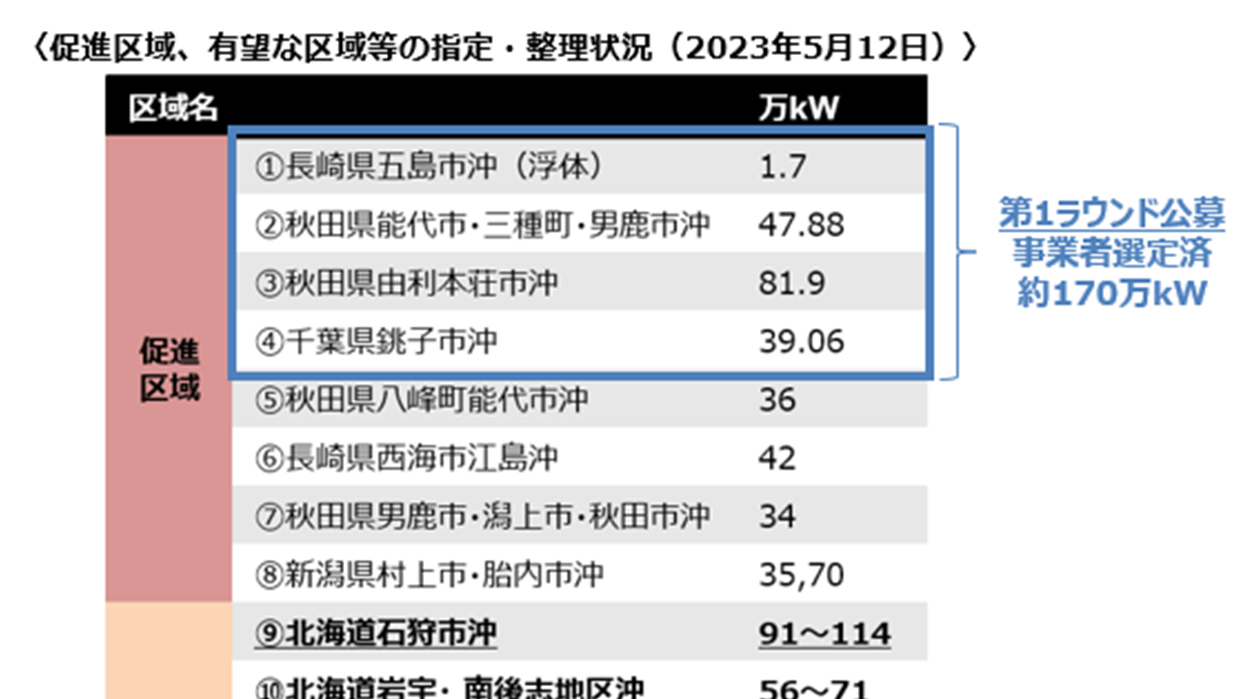 〈促進区域、有望な区域等の指定・整理状況（2023年5月12日）〉
区域名 万kW
①長崎県五島市沖（浮体） 1.7
②秋田県能代市・三種町・男鹿市沖 47.88
③秋田県由利本荘市沖 81.9
④千葉県銚子市沖 39.06
第1ラウンド公募
事業者選定済
約170万kW
促進
区域
⑤秋田県八峰町能代市沖 36
⑥長崎県西海市江島沖 42
⑦秋田県男鹿市・潟上市・秋田市沖 34
⑧新潟県村上市・胎内市沖 35,70
⑨北海道石狩市沖 91～114
⑩北海道岩宇・南後志地区沖 56～71